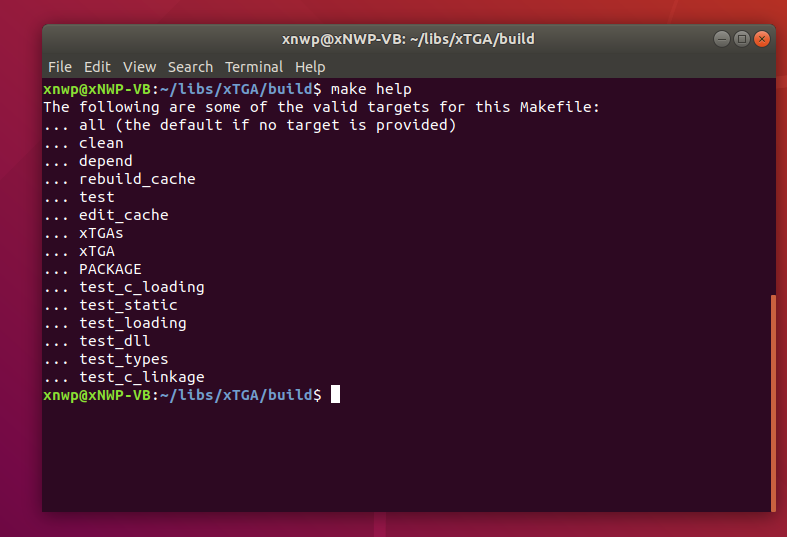 xnwp@xNWP-VB: ~/libs/xTGA/build
File Edit View Search Terminal Help
xnwp@xNWP-VB:~/libs/xTGA/build$ make help
The following are some of the valid targets for this Makefile:
... all (the default if no target is provided)
... clean
... depend
... rebuild_cache
... test
... edit_cache
... xTGAs
... xTGA
... PACKAGE
... test_c_loading
... test_static
... test_loading
... test_dll
... test_types
... test_c_linkage
xnwp@xNWP-VB:~/libs/xTGA/build$